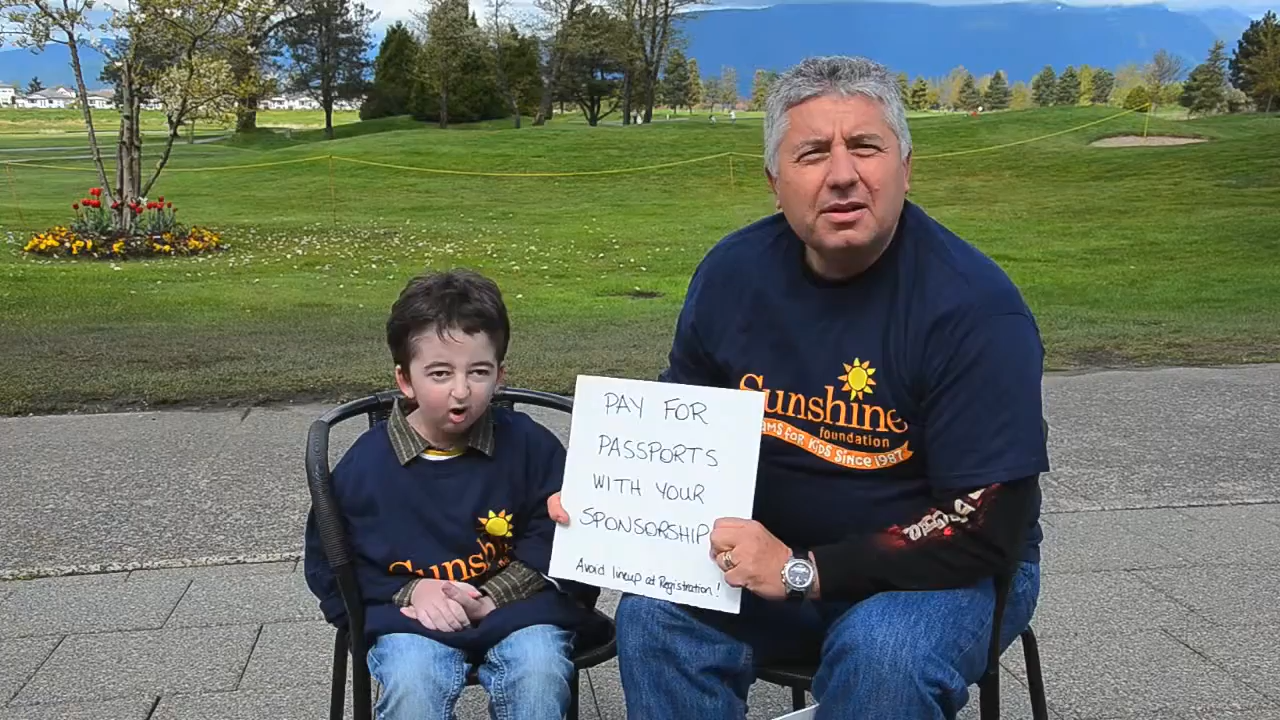 PAY FOR
PASSPORTS
WITH YOUR
SPONSORSHIP
Avoid lineup at Registration!
Sunshine
foundation
AMS FOR KIDS SINCE 1987
Sunsh